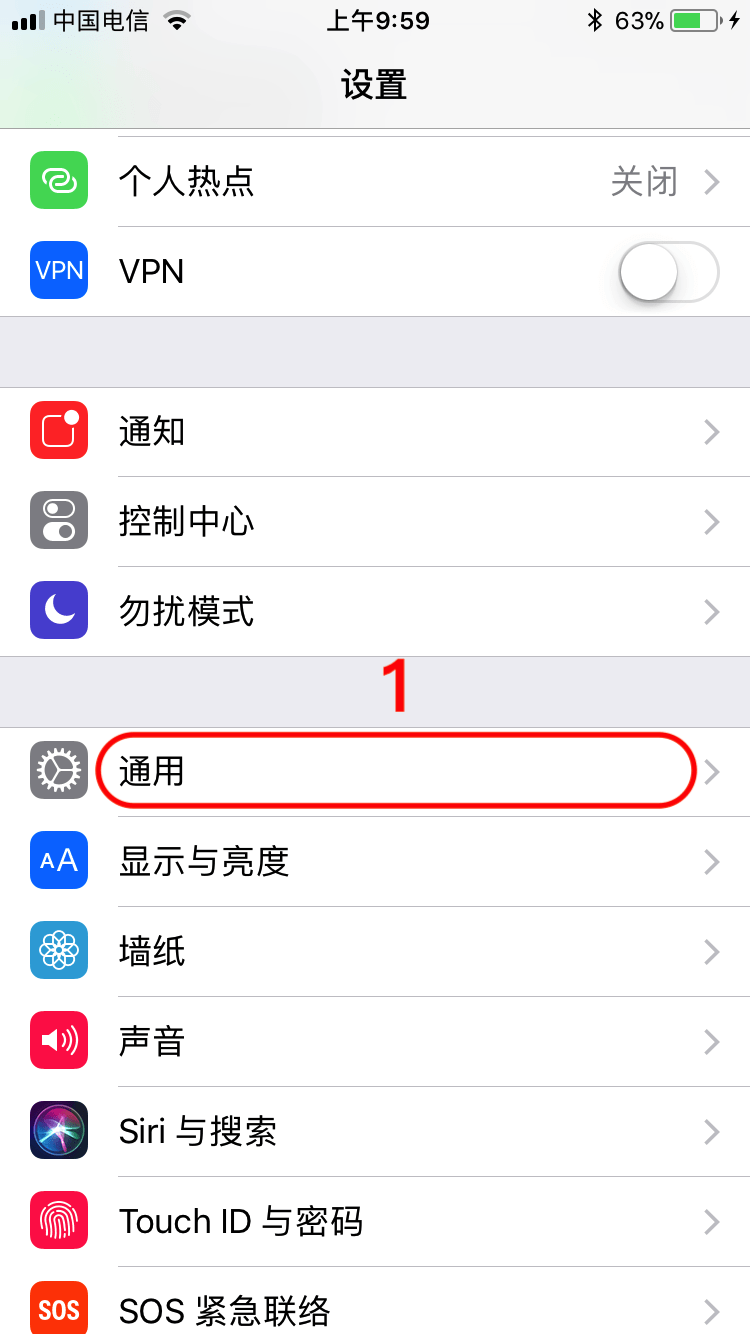 中国电信 上午9:59 63%
设置
个人热点 关闭
VPN VPN
通知
控制中心
勿扰模式
1
通用
AA 显示与亮度
墙纸
声音
Siri 与搜索
Touch ID 与密码
SOS SOS 紧急联络